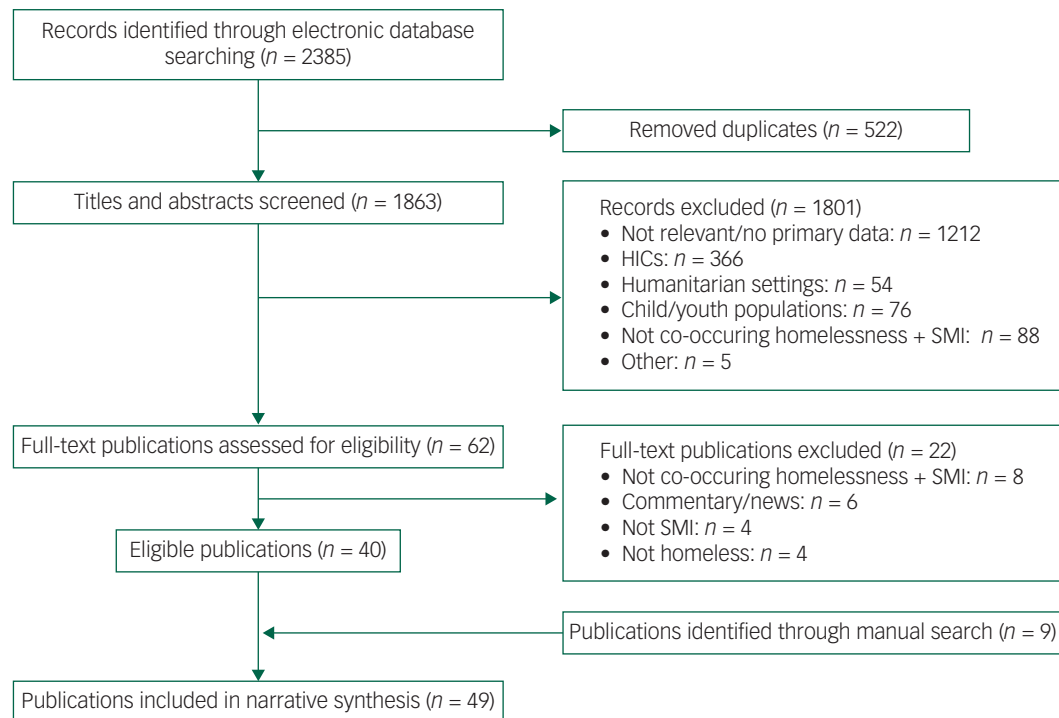 Records identified through electronic database
searching (n = 2385)
Removed duplicates (n = 522)
Titles and abstracts screened (n = 1863)
Records excluded (n = 1801)
• Not relevant/no primary data: n = 1212
• HICs: n = 366
• Humanitarian settings: n = 54
• Child/youth populations: n = 76
• Not co-occuring homelessness + SMI: n = 88
• Other: n = 5
Full-text publications assessed for eligibility (n = 62)
Full-text publications excluded (n = 22)
• Not co-occuring homelessness + SMI: n = 8
• Commentary/news: n = 6
• Not SMI: n = 4
• Not homeless: n = 4
Eligible publications (n = 40)
Publications identified through manual search (n = 9)
Publications included in narrative synthesis (n = 49)